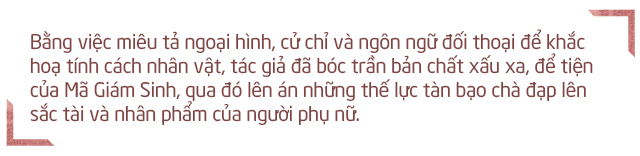 Bằng việc miêu tả ngoại hình, cử chỉ và ngôn ngữ đối thoại để khắc
hoạ tính cách nhân vật, tác giả đã bóc trần bản chất xấu xa, để tiện
của Mã Giám Sinh, qua đó lên án những thế lực tàn bạo chà đạp lên
sắc tài và nhân phẩm của người phụ nữ.